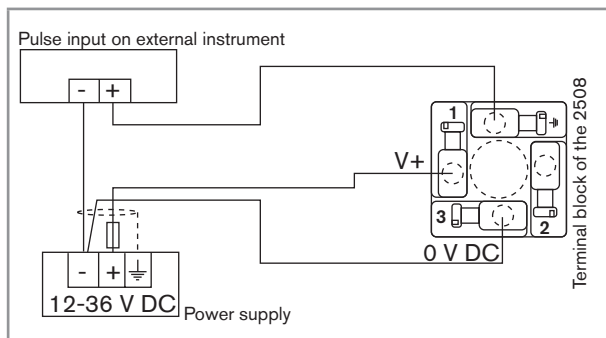 Pulse input on external instrument
- +
1
V+
3
2
0 V DC
Terminal block of the 2508
- +
12-36 V DC
Power supply